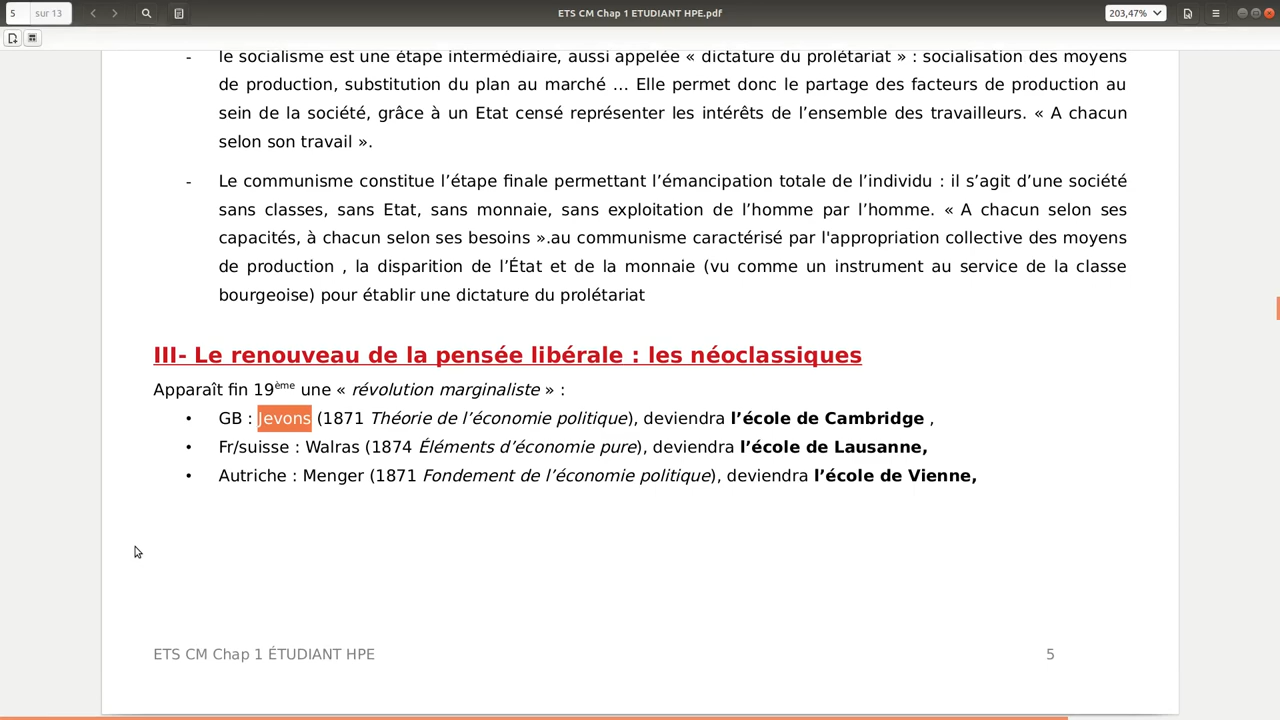 5 sur 13 ETS CM Chap 1 ETUDIANT HPE.pdf 203,47%
- le socialisme est une étape intermédiaire, aussi appelée « dictature du prolétariat » : socialisation des moyens
de production, substitution du plan au marché … Elle permet donc le partage des facteurs de production au
sein de la société, grâce à un Etat censé représenter les intérêts de l’ensemble des travailleurs. « A chacun
selon son travail ».
- Le communisme constitue l’étape finale permettant l’émancipation totale de l’individu : il s’agit d’une société
sans classes, sans Etat, sans monnaie, sans exploitation de l’homme par l’homme. « A chacun selon ses
capacités, à chacun selon ses besoins ».au communisme caractérisé par l'appropriation collective des moyens
de production , la disparition de l’État et de la monnaie (vu comme un instrument au service de la classe
bourgeoise) pour établir une dictature du prolétariat
III- Le renouveau de la pensée libérale : les néoclassiques
Apparaît fin 19ème une « révolution marginaliste » :
• GB : Jevons (1871 Théorie de l’économie politique), deviendra l’école de Cambridge ,
• Fr/suisse : Walras (1874 Éléments d’économie pure), deviendra l’école de Lausanne,
• Autriche : Menger (1871 Fondement de l’économie politique), deviendra l’école de Vienne,
ETS CM Chap 1 ÉTUDIANT HPE 5